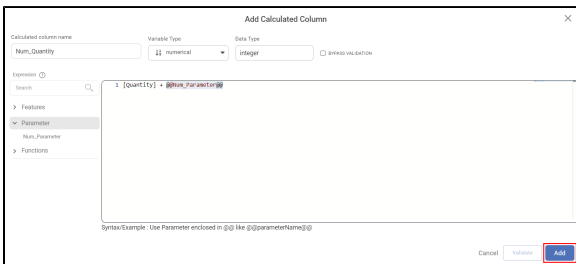 Add Calculated Column
Calculated column name
Variable Type
Data Type
Num_Quantity
numerical
integer
BYPASS VALIDATION
Expression
Search
1 [Quantity] + @@Num_Parameter@@
Features
Parameter
Num_Parameter
Functions
Syntax/Example : Use Parameter enclosed in @@ like @@parameterName@@
Cancel
Validate
Add